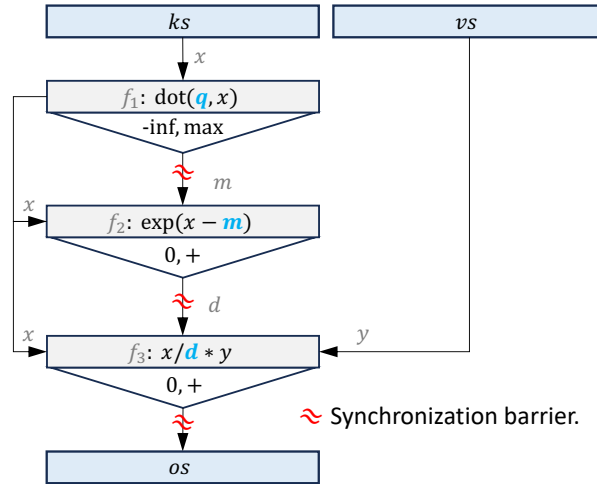 ks
vs
x
f₁: dot(q, x)
-inf, max
m
x
f₂: exp(x − m)
0, +
d
x
y
f₃: x/d ∗ y
0, +
Synchronization barrier.
os